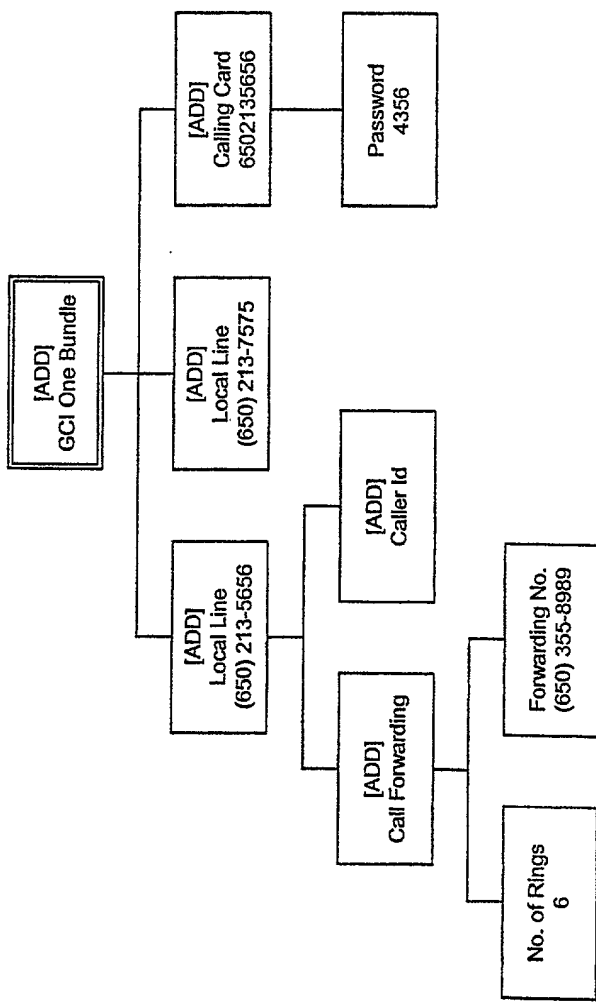 [ADD]
GCI One Bundle
[ADD]
Local Line
(650) 213-5656
[ADD]
Local Line
(650) 213-7575
[ADD]
Calling Card
6502135656
[ADD]
Call Forwarding
[ADD]
Caller Id
Password
4356
No. of Rings
6
Forwarding No.
(650) 355-8989